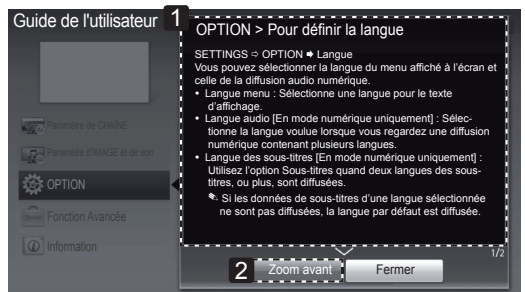 Guide de l'utilisateur
1
OPTION > Pour définir la langue
SETTINGS ⇨ OPTION ➡ Langue
Vous pouvez sélectionner la langue du menu affiché à l'écran et
celle de la diffusion audio numérique.
• Langue menu : Sélectionne une langue pour le texte
d'affichage.
• Langue audio [En mode numérique uniquement] : Sélec-
tionne la langue voulue lorsque vous regardez une diffusion
numérique contenant plusieurs langues.
• Langue des sous-titres [En mode numérique uniquement] :
Utilisez l'option Sous-titres quand deux langues des sous-
titres, ou plus, sont diffusées.
✎ Si les données de sous-titres d'une langue sélectionnée
ne sont pas diffusées, la langue par défaut est diffusée.
Paramètre de CHAÎNE
Paramètre d'IMAGE et de son
OPTION
Fonction Avancée
Information
1/2
2
Zoom avant
Fermer